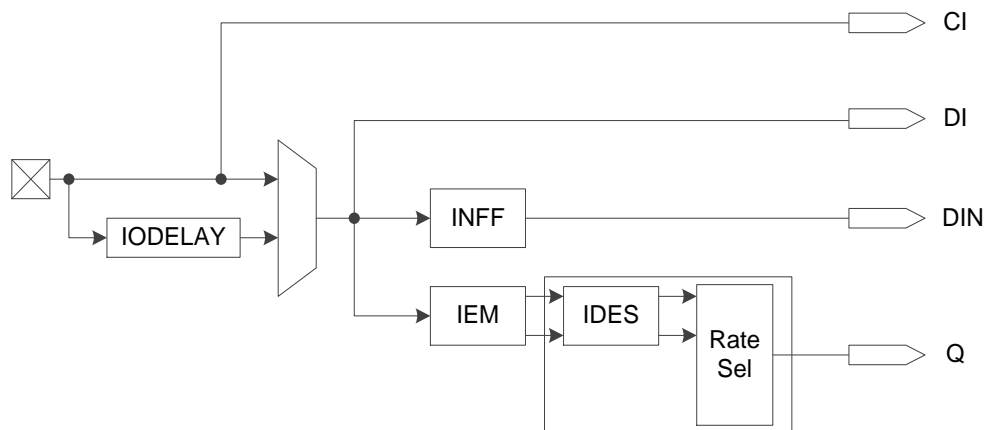 CI
DI
IODELAY
INFF
DIN
IEM
IDES
Rate
Sel
Q